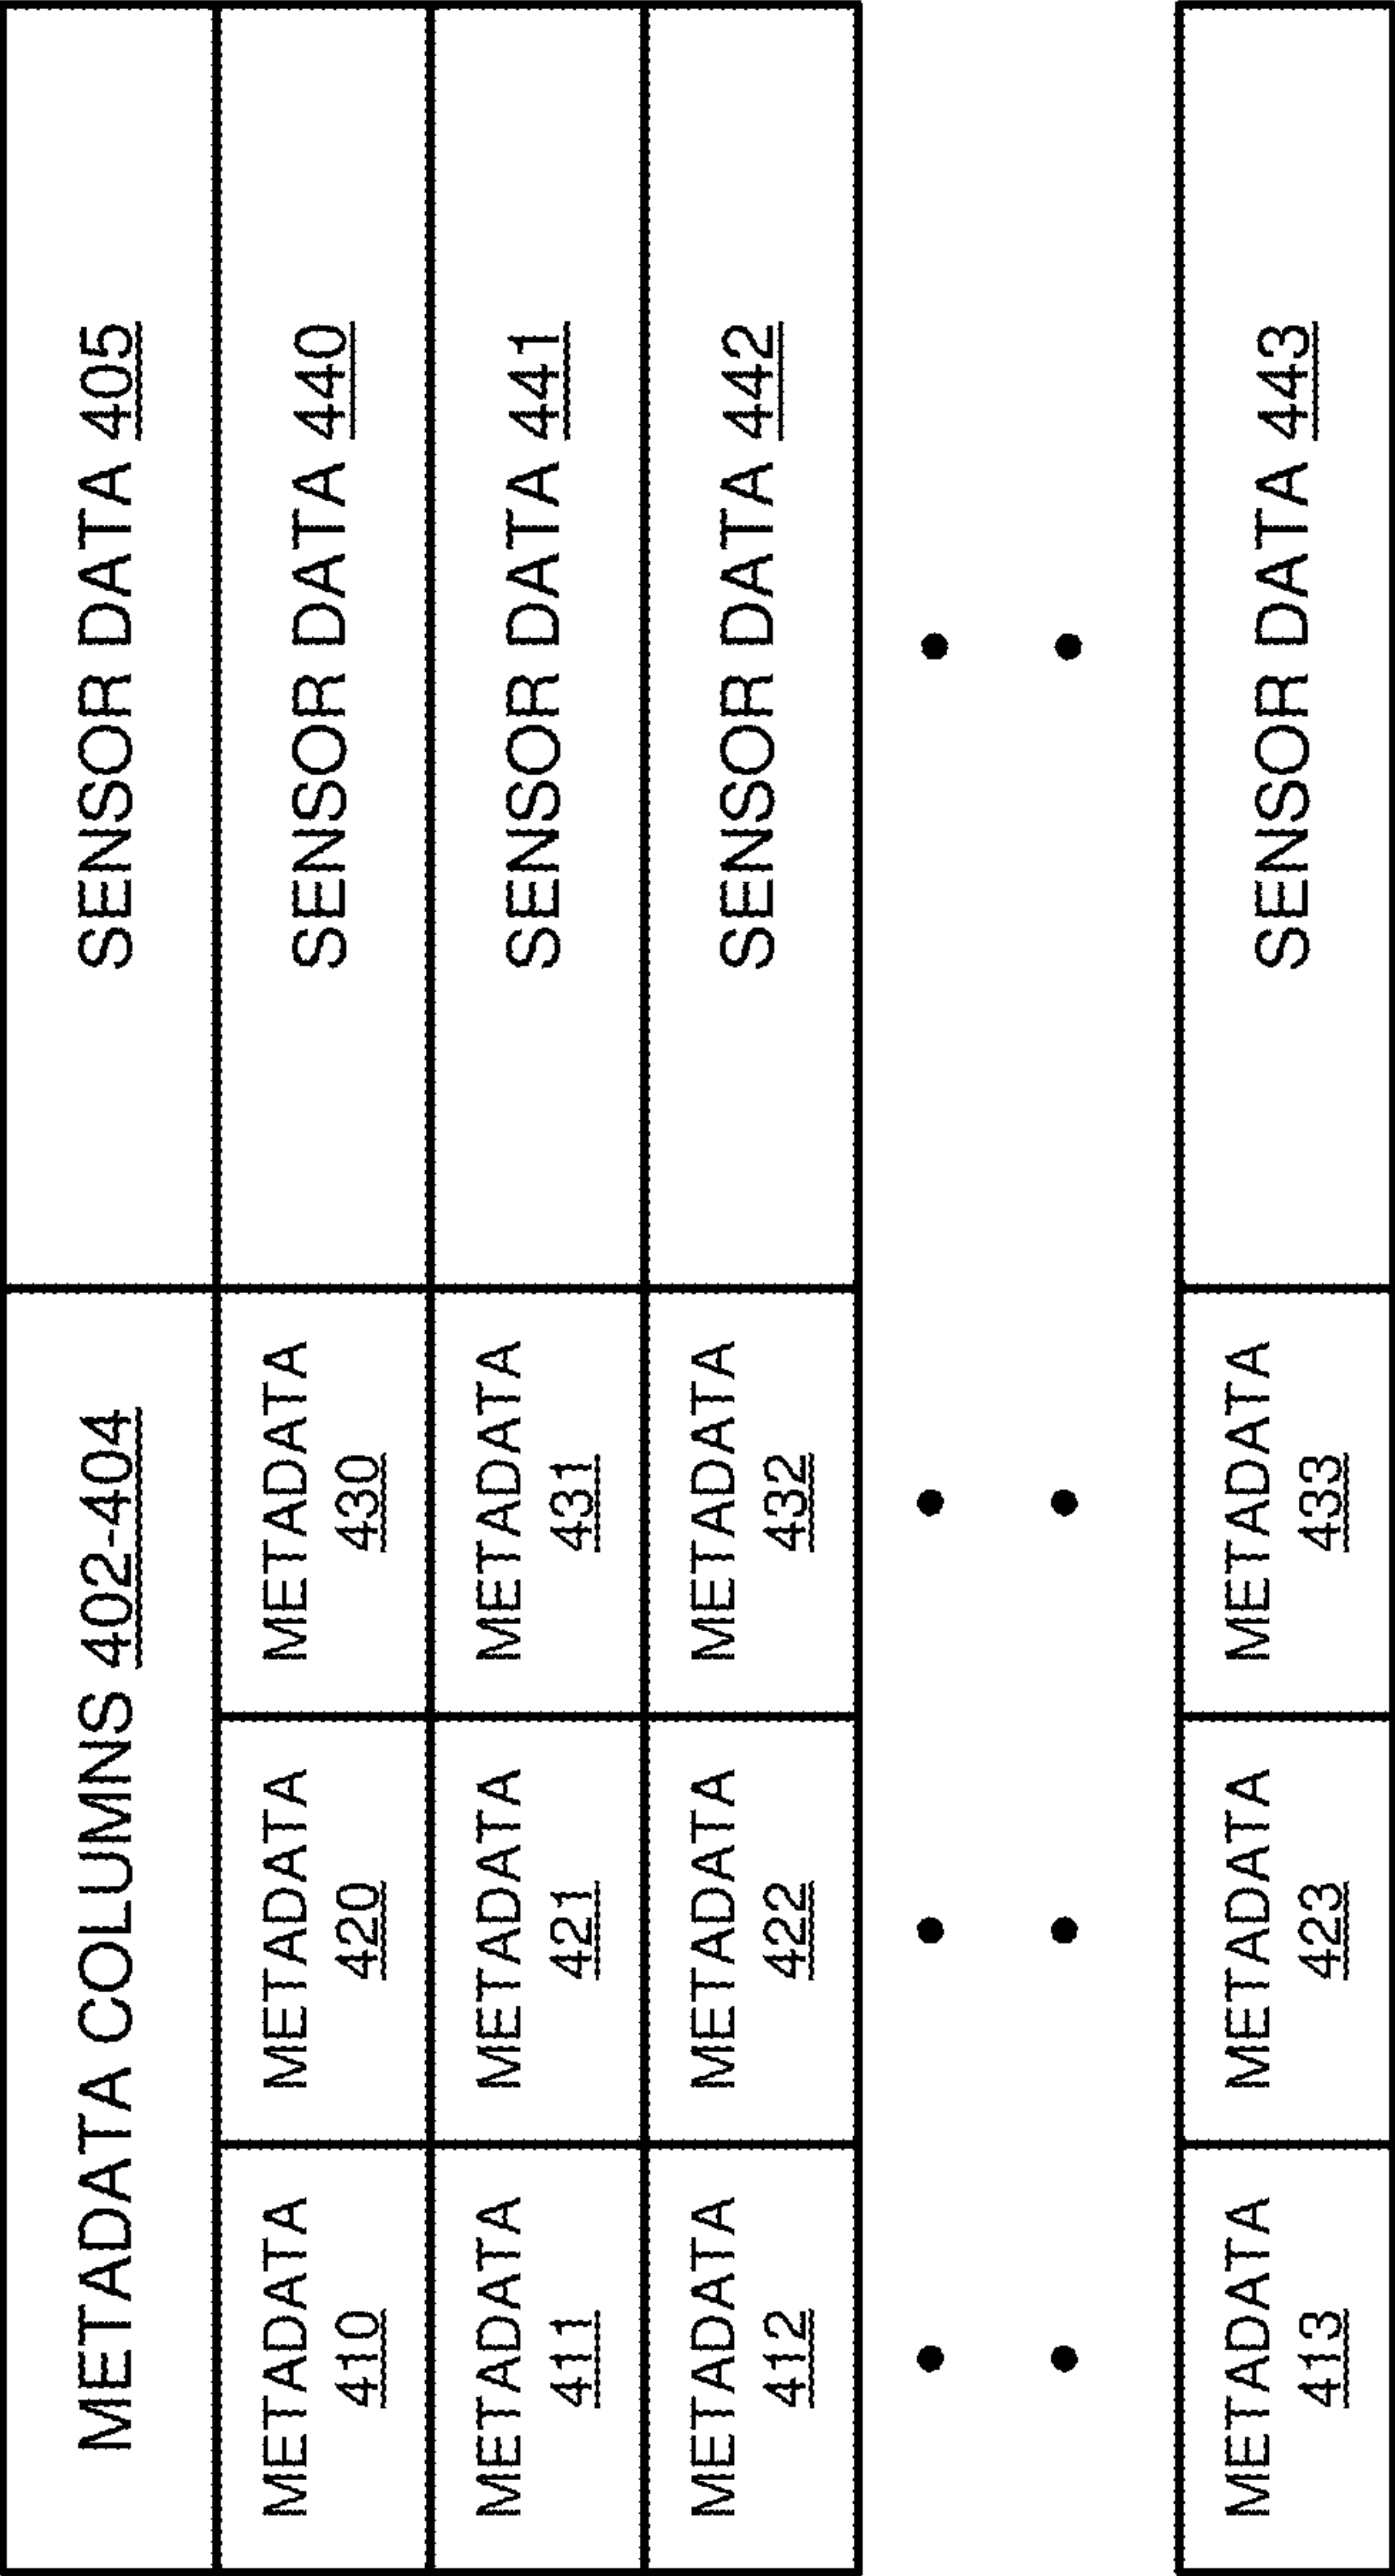 METADATA COLUMNS 402-404
SENSOR DATA 405
METADATA
410
METADATA
420
METADATA
430
SENSOR DATA 440
METADATA
411
METADATA
421
METADATA
431
SENSOR DATA 441
METADATA
412
METADATA
422
METADATA
432
SENSOR DATA 442
METADATA
413
METADATA
423
METADATA
433
SENSOR DATA 443